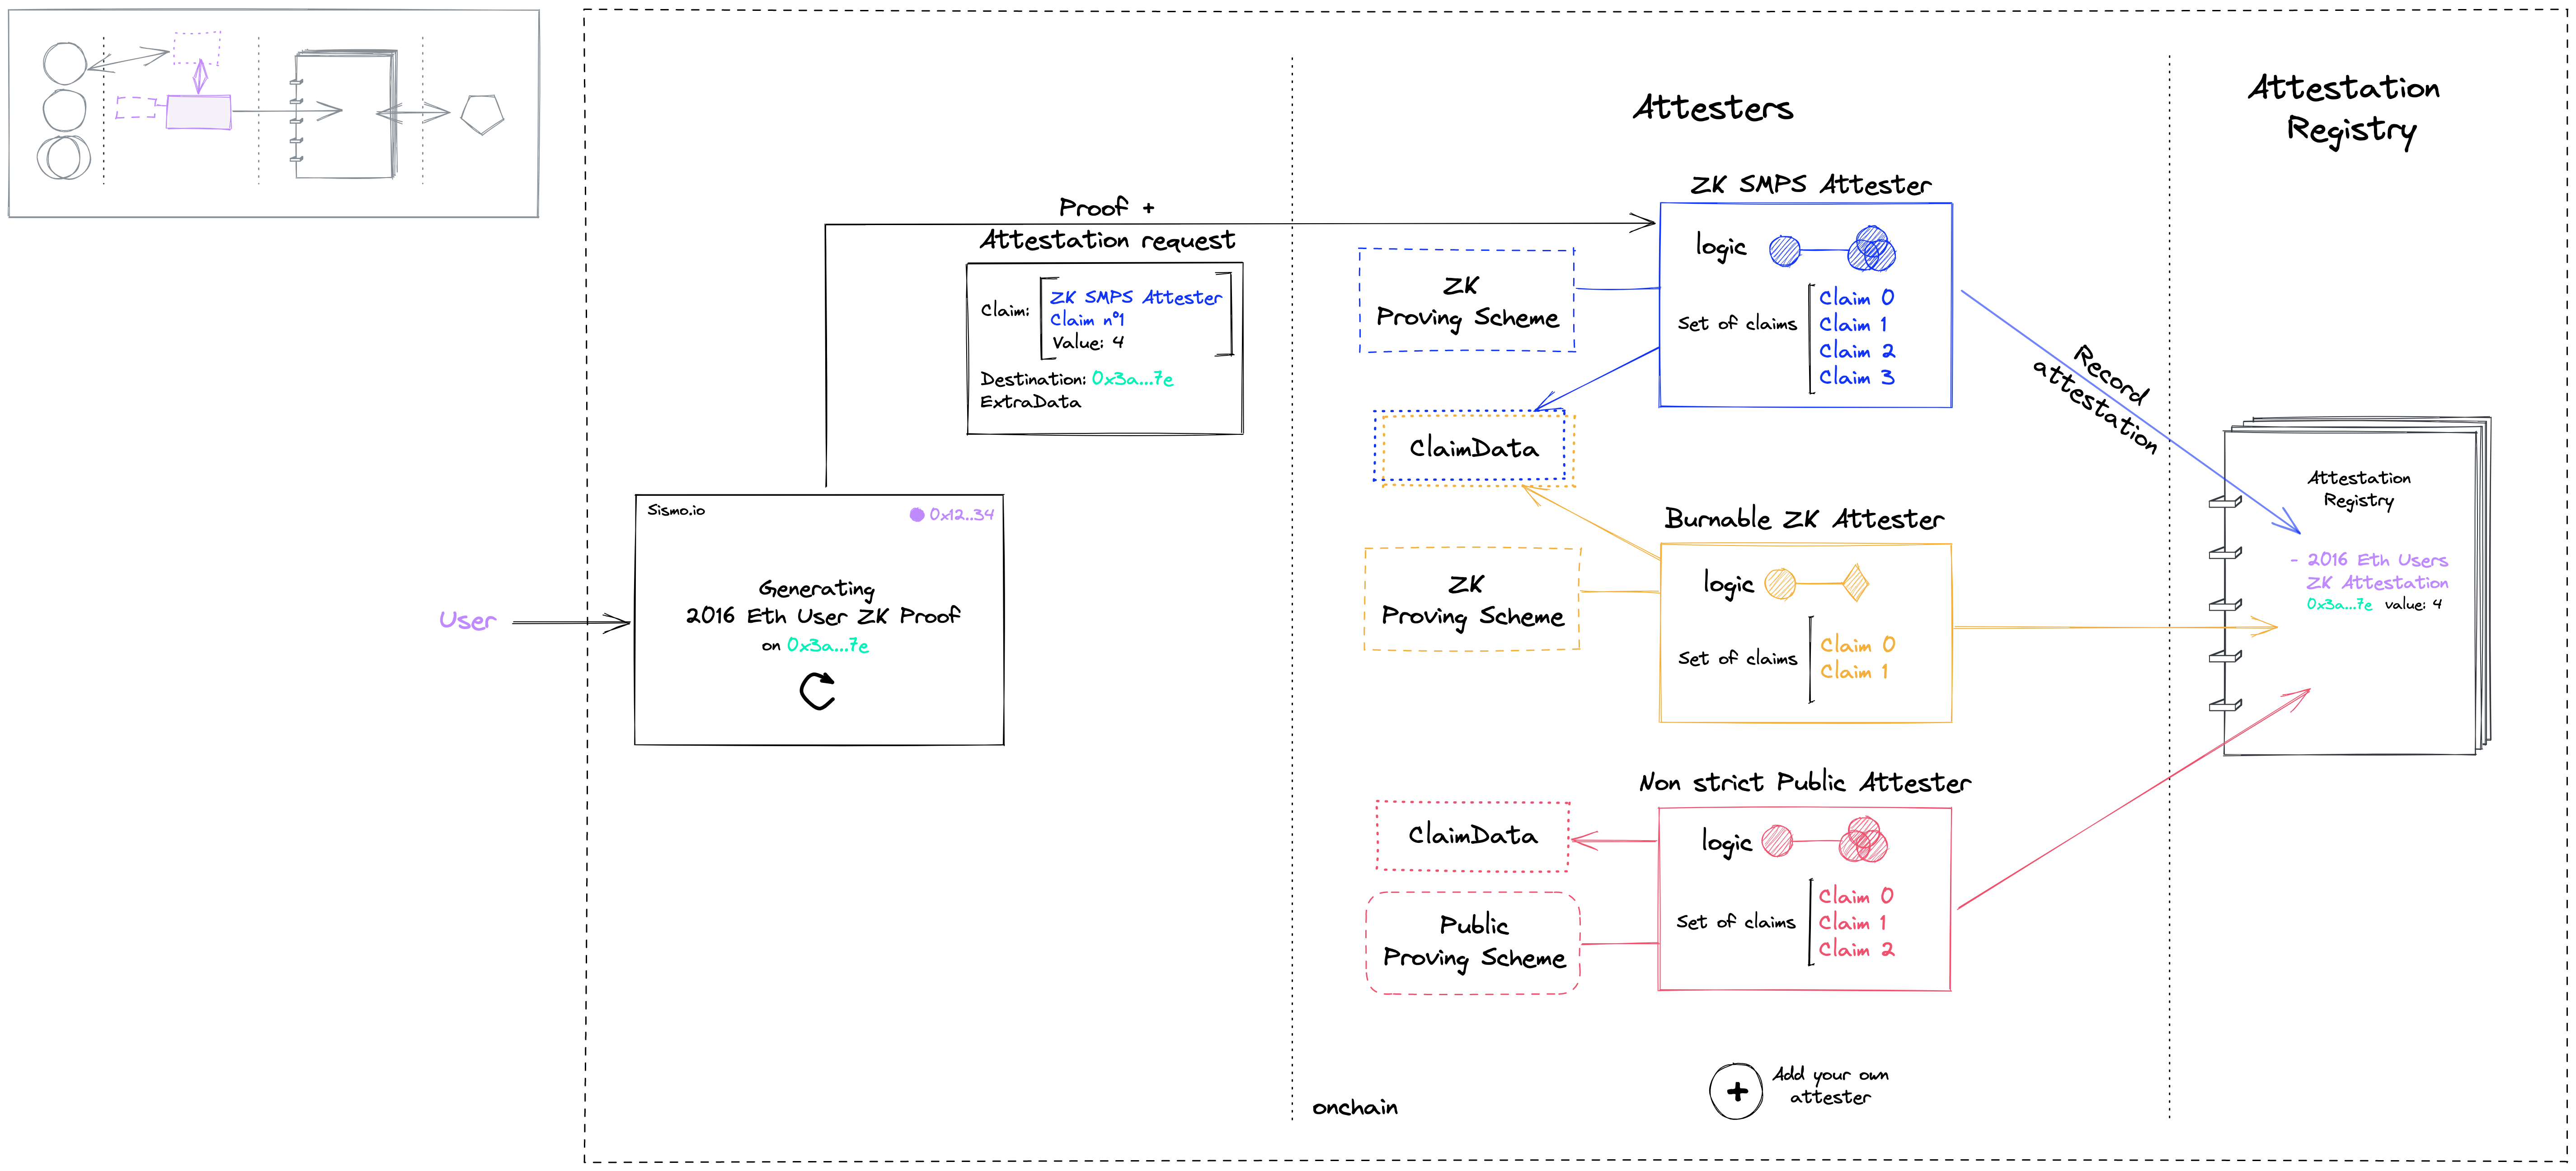 Attesters
Attestation
Registry
Proof +
Attestation request
Claim:
ZK SMPS Attester
Claim n°1
Value: 4
Destination: 0x3a...7e
ExtraData
User
Sismo.io
0x12..34
Generating
2016 Eth User ZK Proof
on 0x3a...7e
ZK SMPS Attester
logic
Set of claims
Claim 0
Claim 1
Claim 2
Claim 3
ZK
Proving Scheme
ClaimData
Burnable ZK Attester
logic
Set of claims
Claim 0
Claim 1
ZK
Proving Scheme
Non strict Public Attester
logic
Set of claims
Claim 0
Claim 1
Claim 2
ClaimData
Public
Proving Scheme
+
Add your own
attester
onchain
Record
attestation
Attestation
Registry
- 2016 Eth Users
ZK Attestation
0x3a...7e value: 4